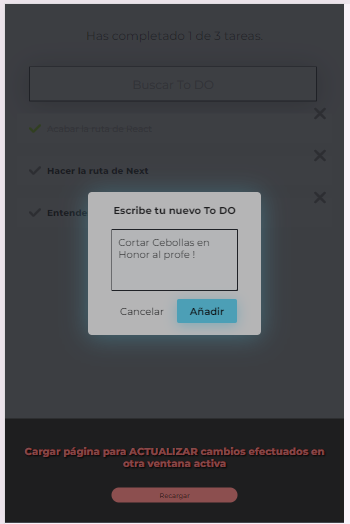 Has completado 1 de 3 tareas.
Buscar To DO
Acabar la ruta de React
Hacer la ruta de Next
Entende
Escribe tu nuevo To DO
Cortar Cebollas en
Honor al profe !
Cancelar Añadir
Cargar página para ACTUALIZAR cambios efectuados en
otra ventana activa
Recargar